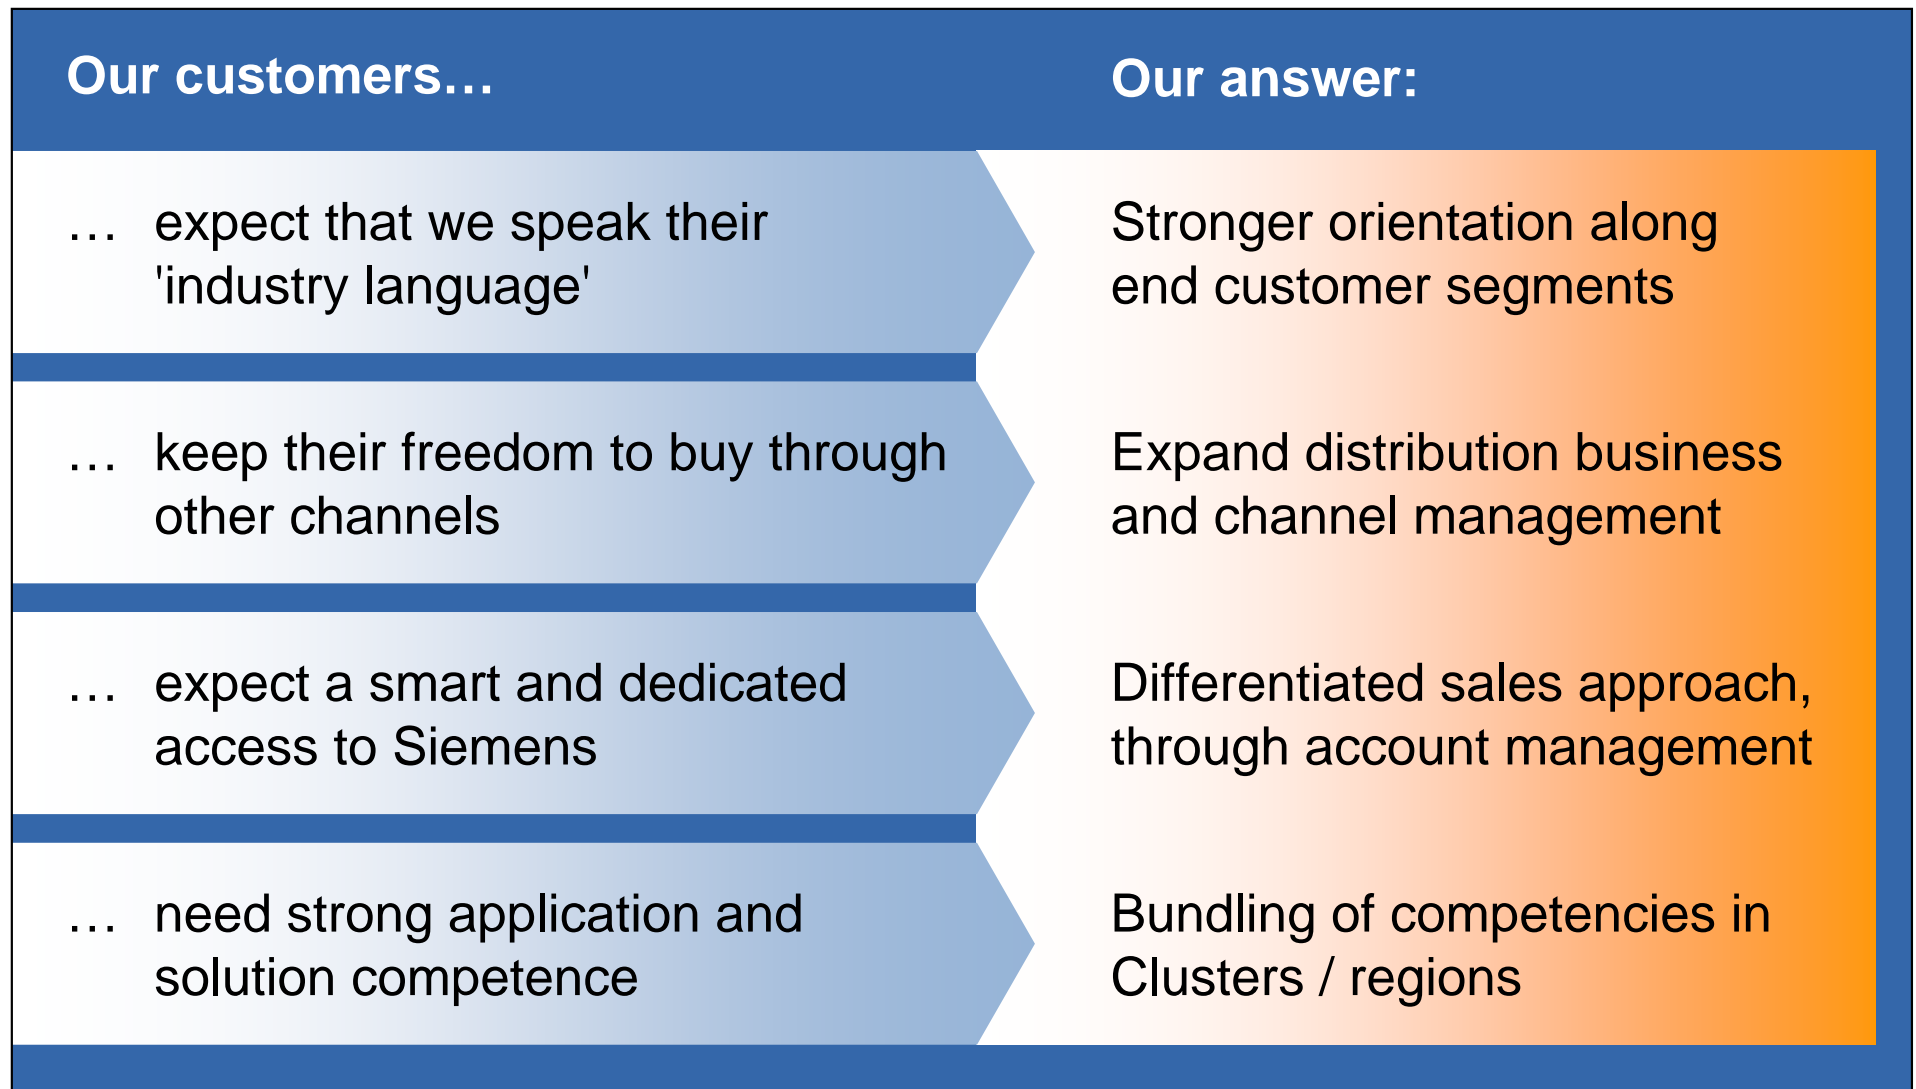 Our customers…
Our answer:
… expect that we speak their
'industry language'
Stronger orientation along
end customer segments
… keep their freedom to buy through
other channels
Expand distribution business
and channel management
… expect a smart and dedicated
access to Siemens
Differentiated sales approach,
through account management
… need strong application and
solution competence
Bundling of competencies in
Clusters / regions